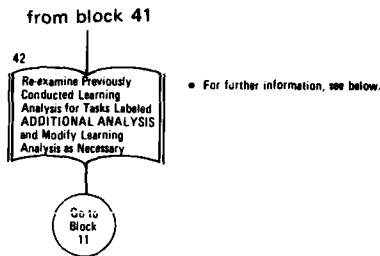 from block 41
42
Re-examine Previously
Conducted Learning
Analysis for Tasks Labeled
ADDITIONAL ANALYSIS
and Modify Learning
Analysis as Necessary
• For further information, see below.
Go to
Block
11